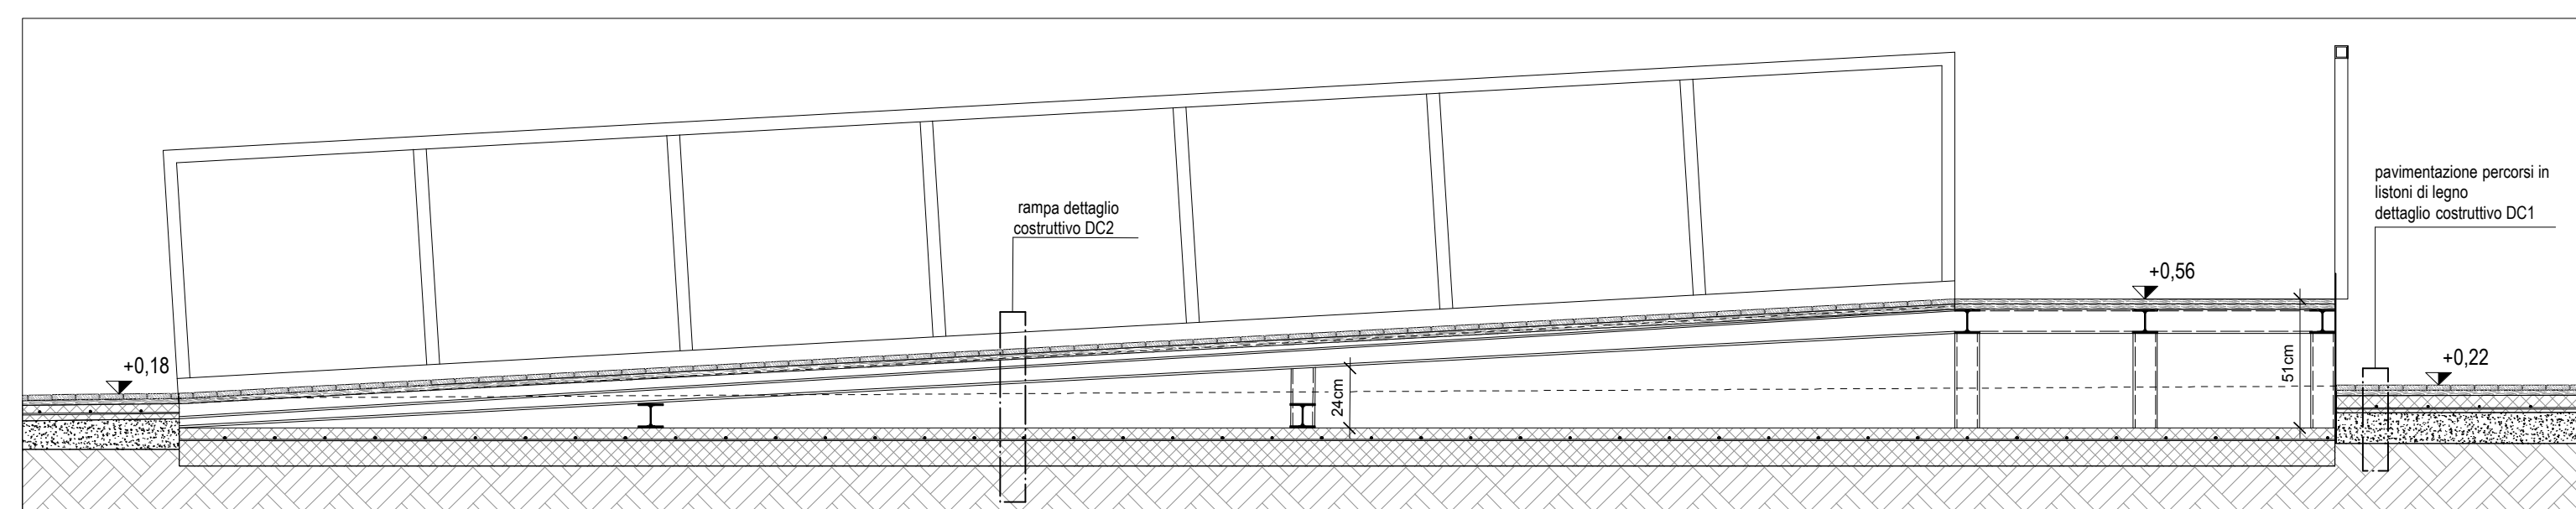 +0,18
rampa dettaglio
costruttivo DC2
24cm
+0,56
51cm
pavimentazione percorsi in
listoni di legno
dettaglio costruttivo DC1
+0,22